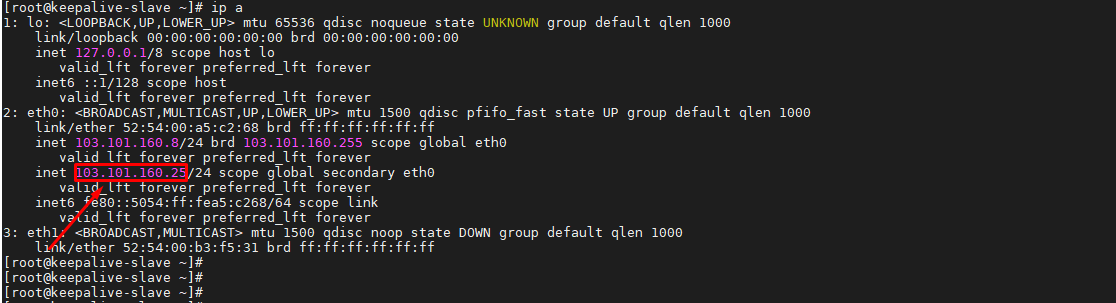 [root@keepalive-slave ~]# ip a
1: lo: <LOOPBACK,UP,LOWER_UP> mtu 65536 qdisc noqueue state UNKNOWN group default qlen 1000
    link/loopback 00:00:00:00:00:00 brd 00:00:00:00:00:00
    inet 127.0.0.1/8 scope host lo
       valid_lft forever preferred_lft forever
    inet6 ::1/128 scope host
       valid_lft forever preferred_lft forever
2: eth0: <BROADCAST,MULTICAST,UP,LOWER_UP> mtu 1500 qdisc pfifo_fast state UP group default qlen 1000
    link/ether 52:54:00:a5:c2:68 brd ff:ff:ff:ff:ff:ff
    inet 103.101.160.8/24 brd 103.101.160.255 scope global eth0
       valid_lft forever preferred_lft forever
    inet 103.101.160.25/24 scope global secondary eth0
       valid_lft forever preferred_lft forever
    inet6 fe80::5054:ff:fea5:c268/64 scope link
       valid_lft forever preferred_lft forever
3: eth1: <BROADCAST,MULTICAST> mtu 1500 qdisc noop state DOWN group default qlen 1000
    link/ether 52:54:00:b3:f5:31 brd ff:ff:ff:ff:ff:ff
[root@keepalive-slave ~]#
[root@keepalive-slave ~]#
[root@keepalive-slave ~]#